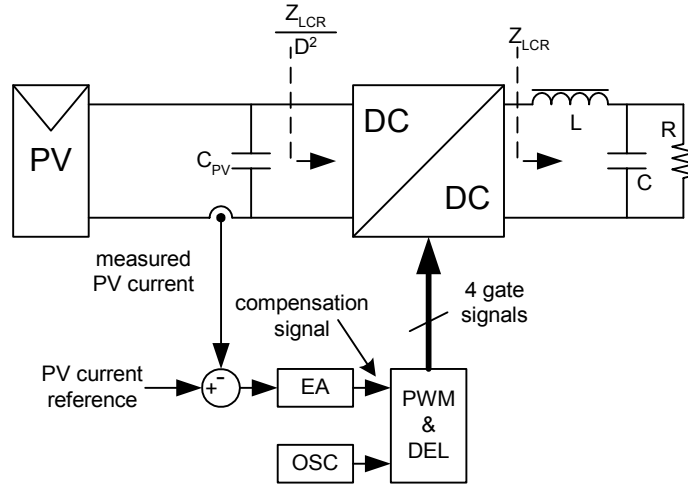 Z_LCR
D²
Z_LCR
PV
C_PV
DC
DC
L
C
R
measured
PV current
compensation
signal
4 gate
signals
PV current
reference
+
-
EA
PWM
&
DEL
OSC